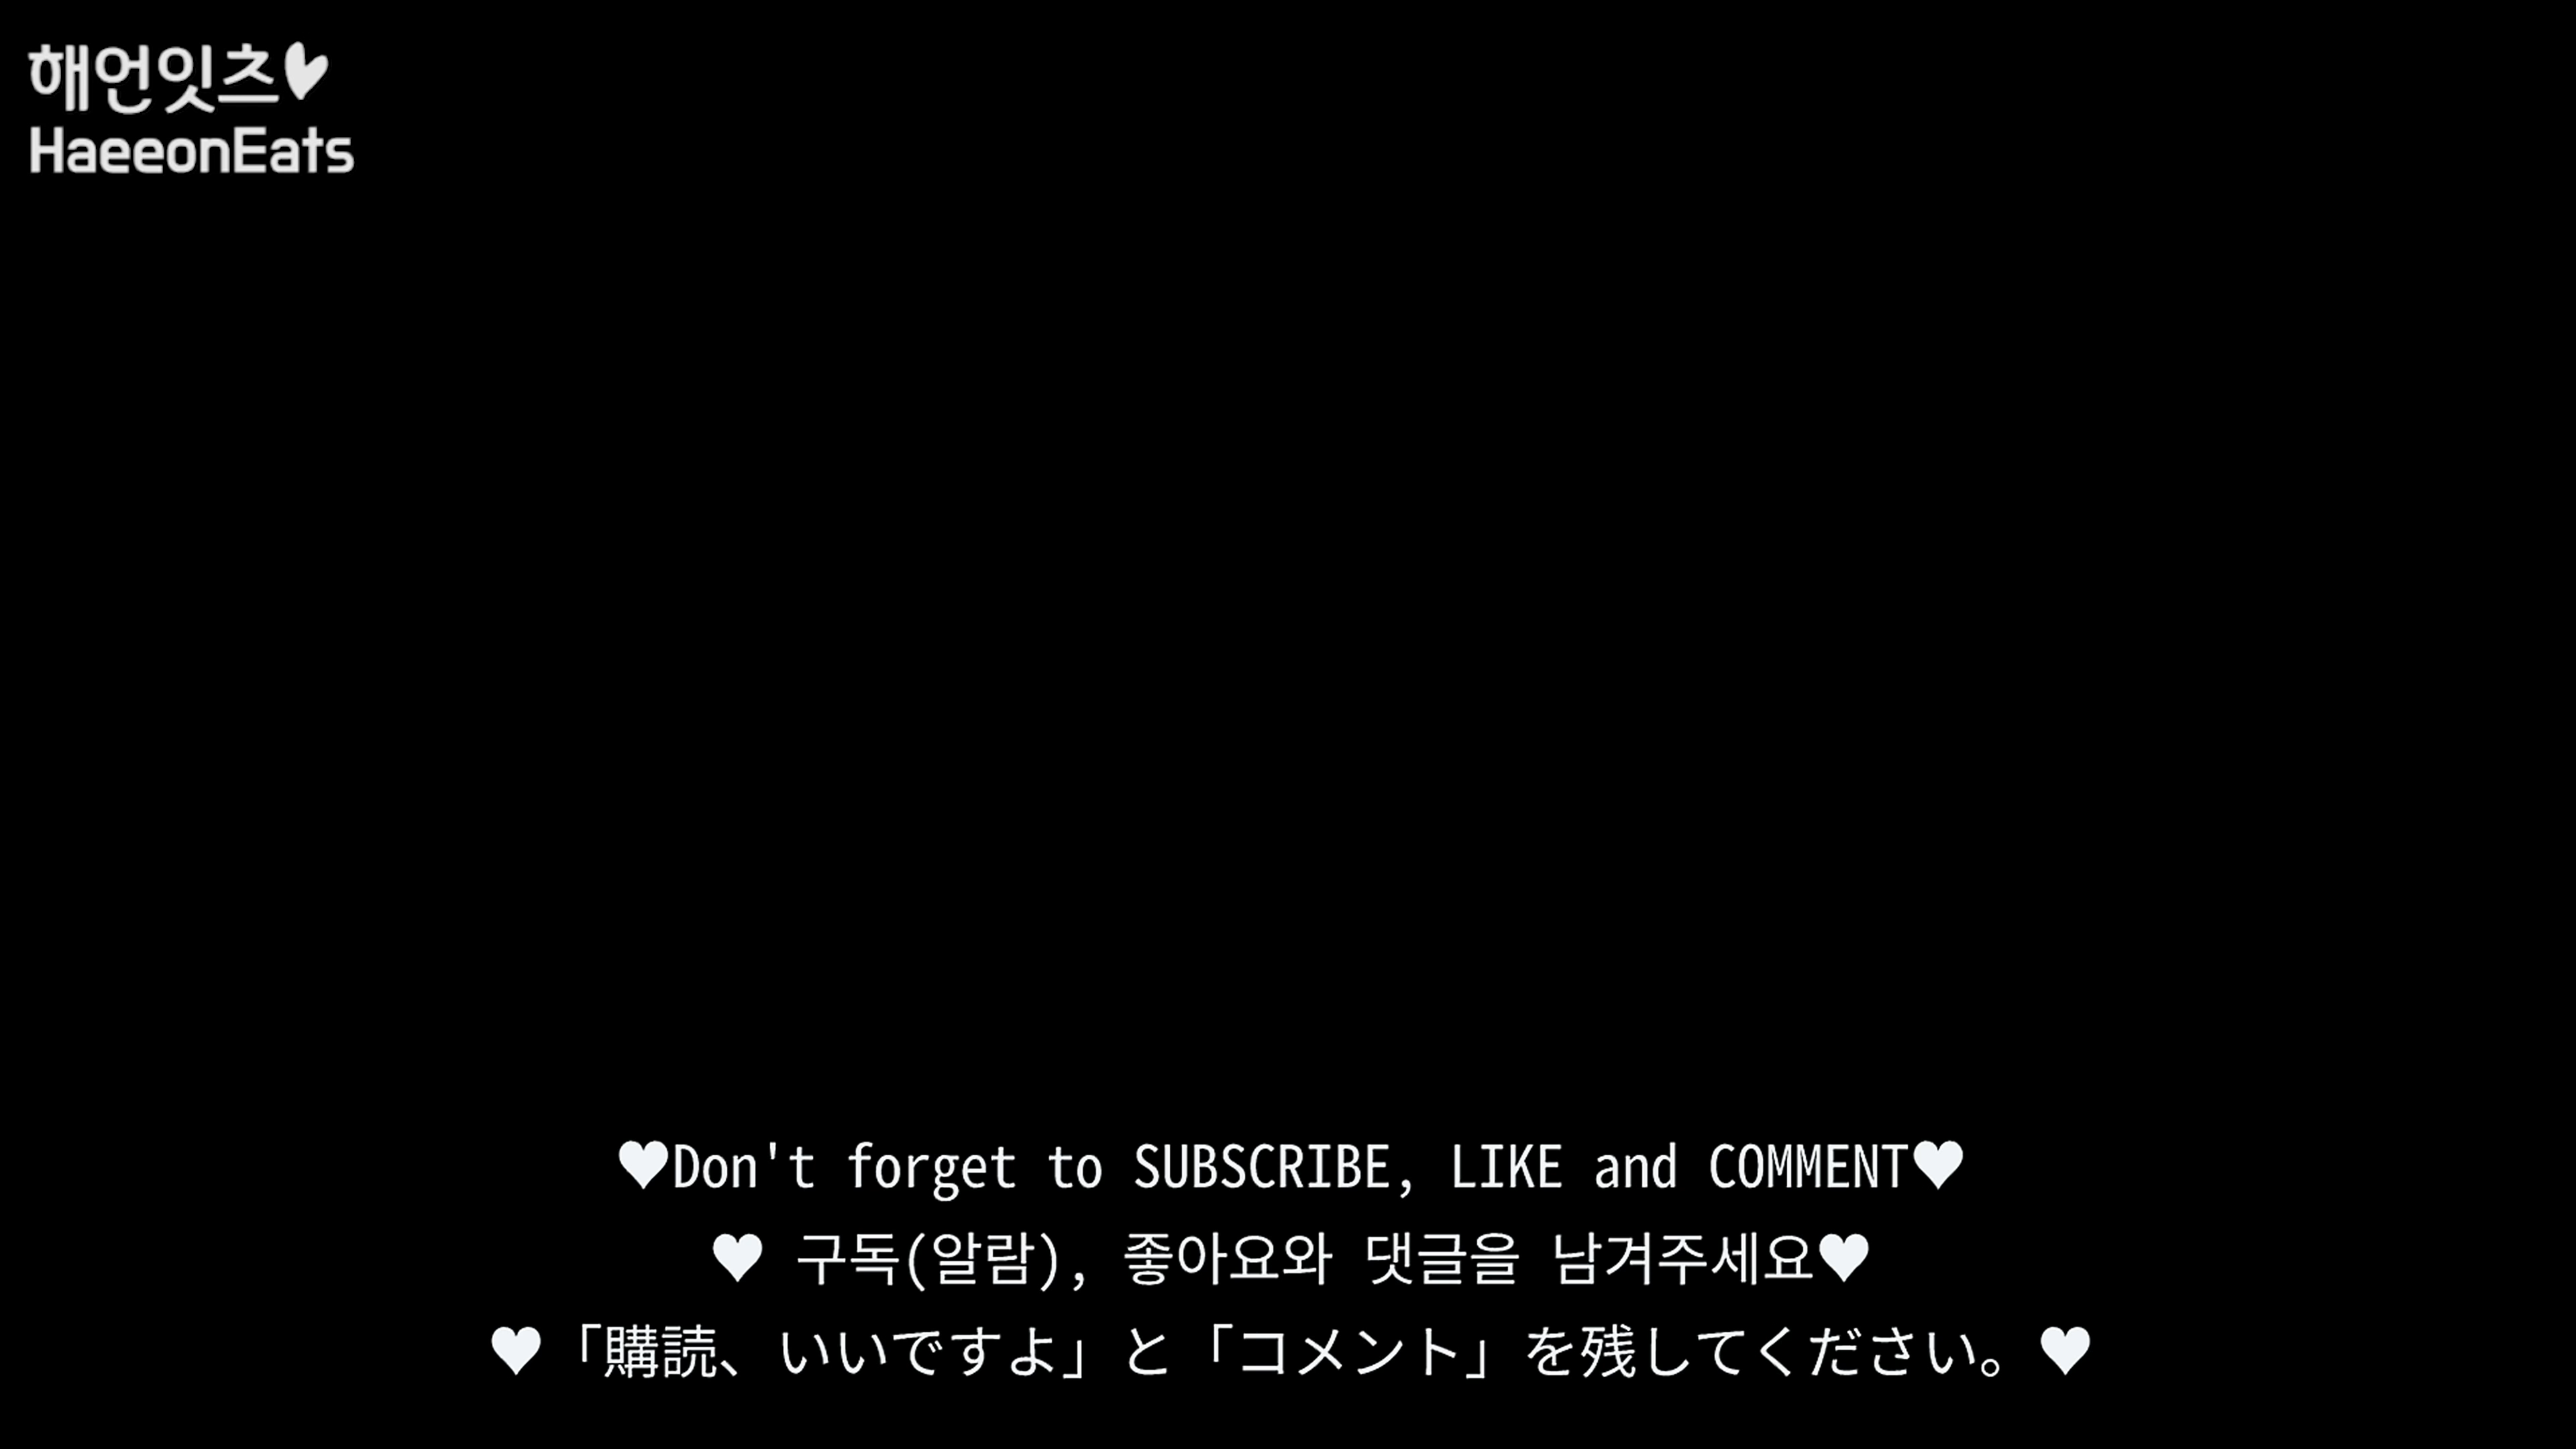 해언잇츠♥
HaeeonEats
♥Don't forget to SUBSCRIBE, LIKE and COMMENT♥
♥ 구독(알람), 좋아요와 댓글을 남겨주세요♥
♥「購読、いいですよ」と「コメント」を残してください。♥